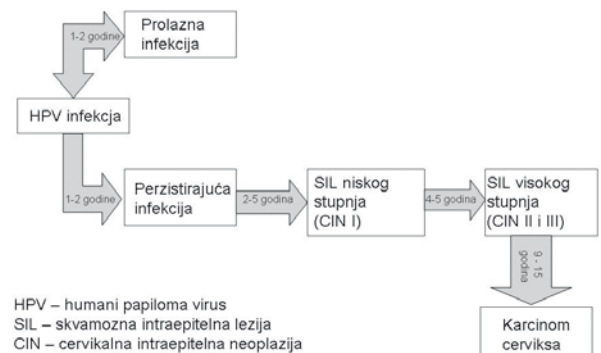 Prolazna
infekcija
1-2 godine
HPV infekcja
1-2 godine
Perzistirajuća
infekcija
2-5 godina
SIL niskog
stupnja
(CIN I)
4-5 godina
SIL visokog
stupnja
(CIN II i III)
9 - 15
godina
Karcinom
cerviksa
HPV – humani papiloma virus
SIL – skvamozna intraepitelna lezija
CIN – cervikalna intraepitelna neoplazija